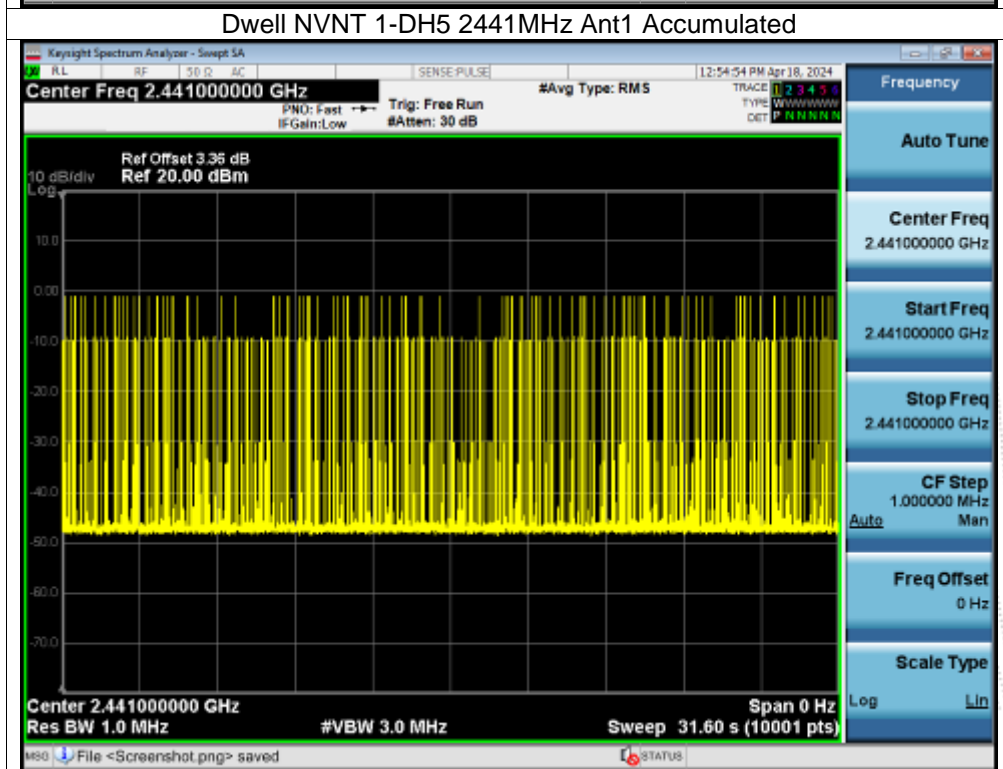 Dwell NVNT 1-DH5 2441MHz Ant1 Accumulated
Keysight Spectrum Analyzer - Swept SA
RL RF 50 Ω AC SENSE:PULSE 12:54:54 PM Apr 18, 2024
Center Freq 2.441000000 GHz #Avg Type: RMS TRACE 1 2 3 4 5 6
PNO: Fast Trig: Free Run TYPE WWWWWWW
IFGain:Low #Atten: 30 dB DET P N N N N N
Ref Offset 3.36 dB
10 dB/div Ref 20.00 dBm
Log
10.0
0.00
-10.0
-20.0
-30.0
-40.0
-50.0
-60.0
-70.0
Center 2.441000000 GHz Span 0 Hz
Res BW 1.0 MHz #VBW 3.0 MHz Sweep 31.60 s (10001 pts)
MSG File <Screenshot.png> saved STATUS
Frequency
Auto Tune
Center Freq
2.441000000 GHz
Start Freq
2.441000000 GHz
Stop Freq
2.441000000 GHz
CF Step
1.000000 MHz
Auto Man
Freq Offset
0 Hz
Scale Type
Log Lin